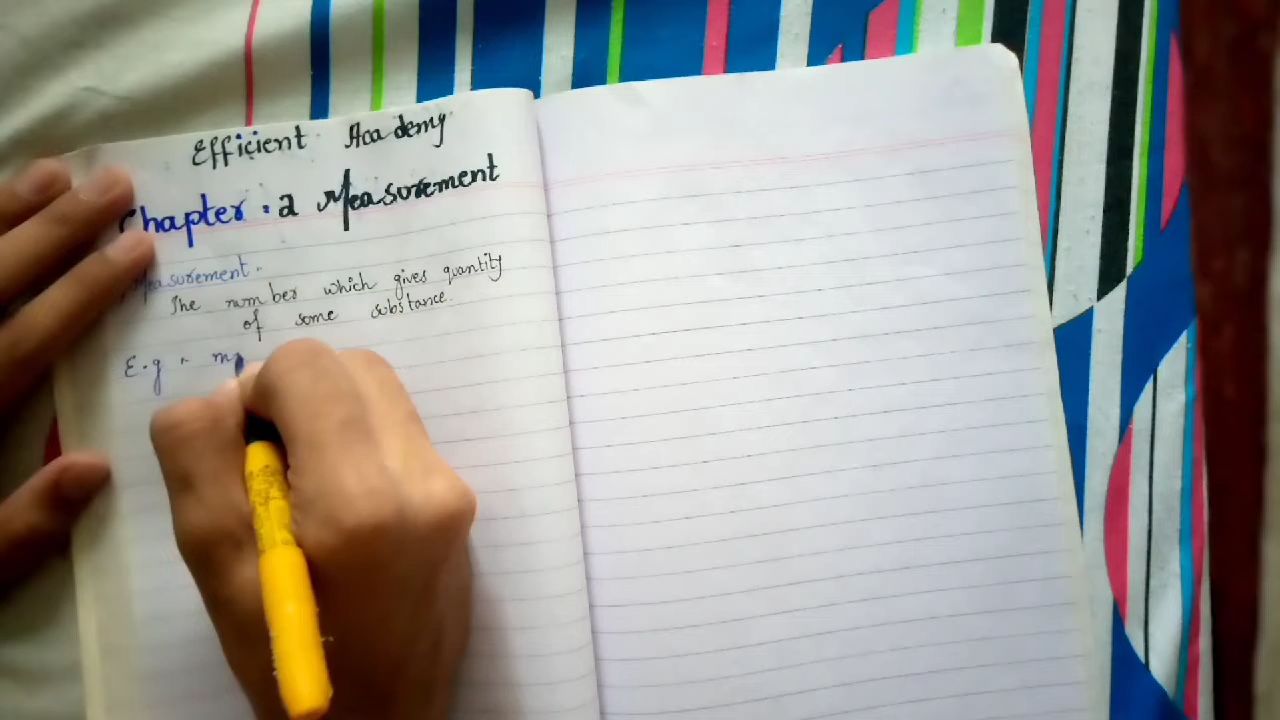 Efficient Academy
Chapter : 2 Measurement
Measurement.
The number which gives quantity
of some substance.
E.g :- m